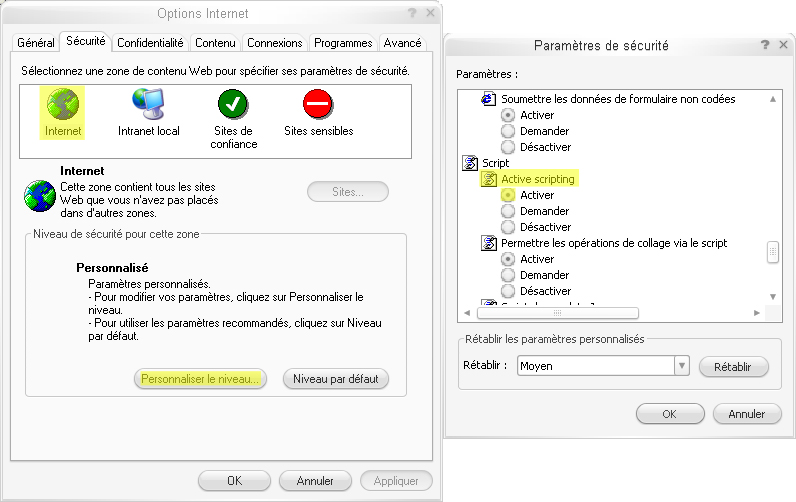 Options Internet
Général
Sécurité
Confidentialité
Contenu
Connexions
Programmes
Avancé
Sélectionnez une zone de contenu Web pour spécifier ses paramètres de sécurité.
Internet
Intranet local
Sites de
confiance
Sites sensibles
Internet
Cette zone contient tous les sites
Web que vous n'avez pas placés
dans d'autres zones.
Sites...
Niveau de sécurité pour cette zone
Personnalisé
Paramètres personnalisés.
- Pour modifier vos paramètres, cliquez sur Personnaliser le
niveau.
- Pour utiliser les paramètres recommandés, cliquez sur Niveau
par défaut.
Personnaliser le niveau...
Niveau par défaut
OK
Annuler
Appliquer
Paramètres de sécurité
Paramètres :
Soumettre les données de formulaire non codées
Activer
Demander
Désactiver
Script
Active scripting
Activer
Demander
Désactiver
Permettre les opérations de collage via le script
Activer
Demander
Désactiver
Rétablir les paramètres personnalisés
Rétablir :
Moyen
Rétablir
OK
Annuler